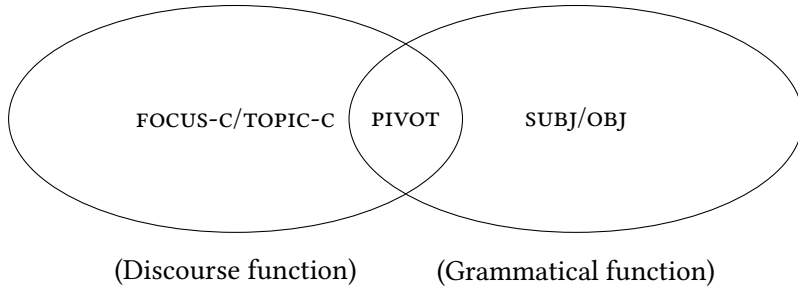 FOCUS-C/TOPIC-C PIVOT SUBJ/OBJ
(Discourse function) (Grammatical function)